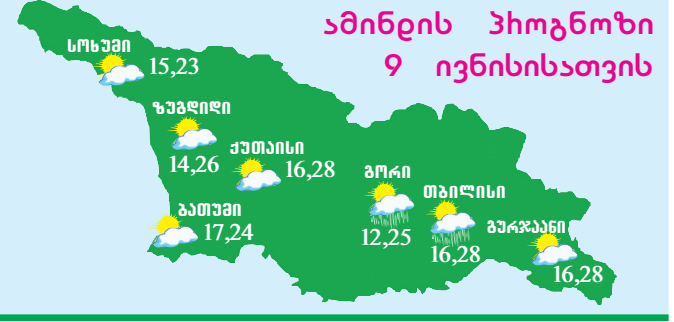 ამინდის პროგნოზი
9 ივნისისათვის
სოხუმი
15,23
ზუგდიდი
14,26
ქუთაისი
16,28
ბათუმი
17,24
გორი
12,25
თბილისი
16,28
გურჯაანი
16,28